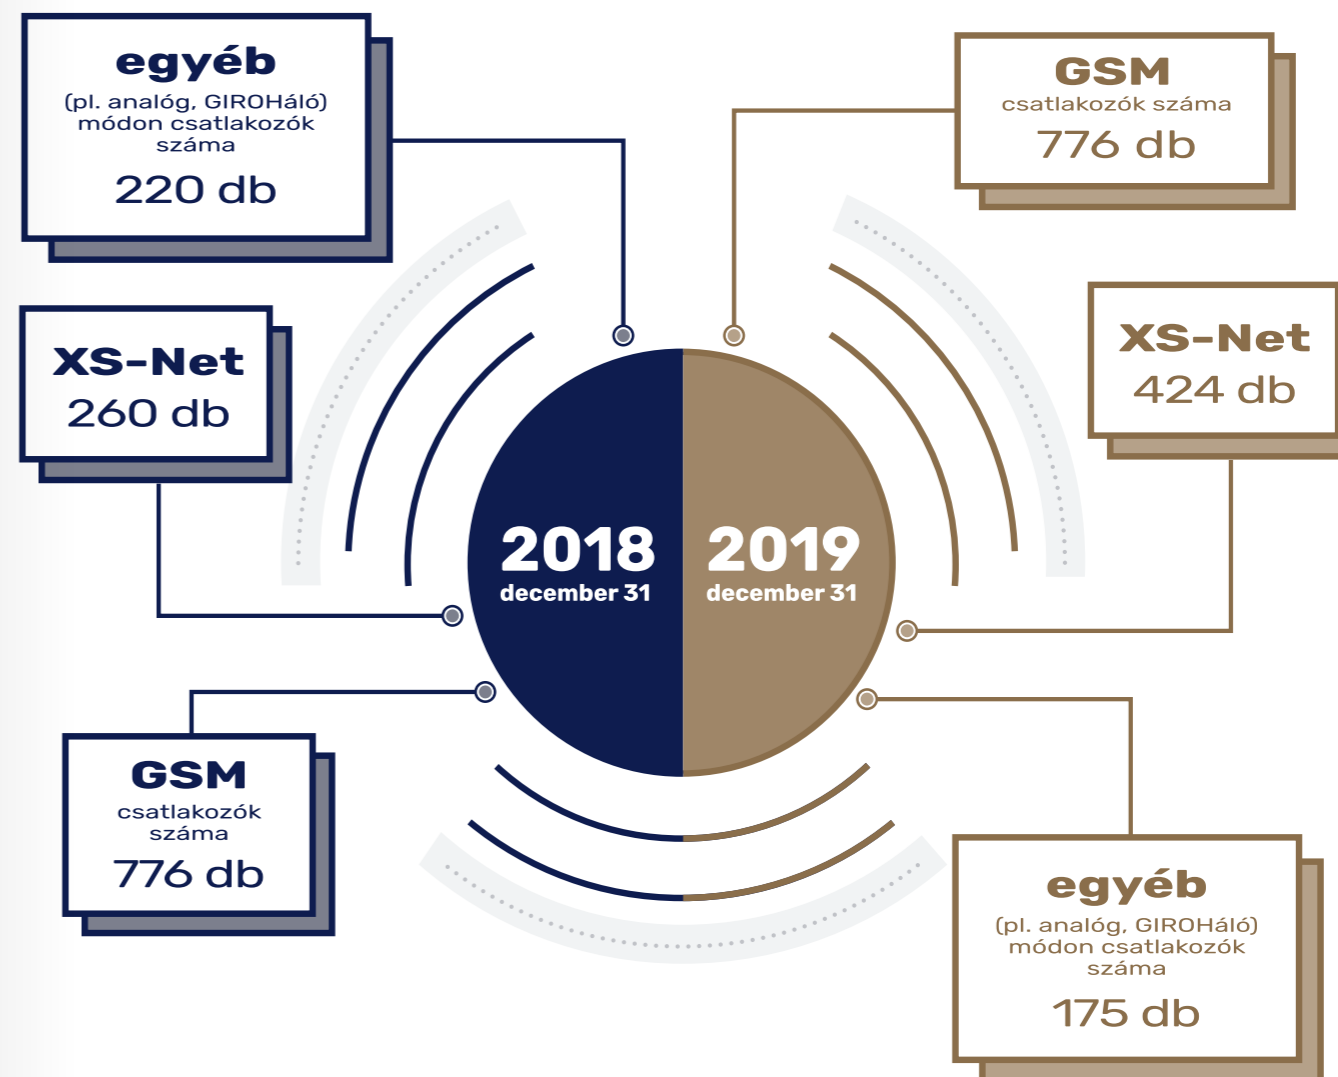 egyéb
(pl. analóg, GIROHáló)
módon csatlakozók
száma
220 db
XS-Net
260 db
GSM
csatlakozók
száma
776 db
2018
december 31
2019
december 31
GSM
csatlakozók száma
776 db
XS-Net
424 db
egyéb
(pl. analóg, GIROHáló)
módon csatlakozók
száma
175 db